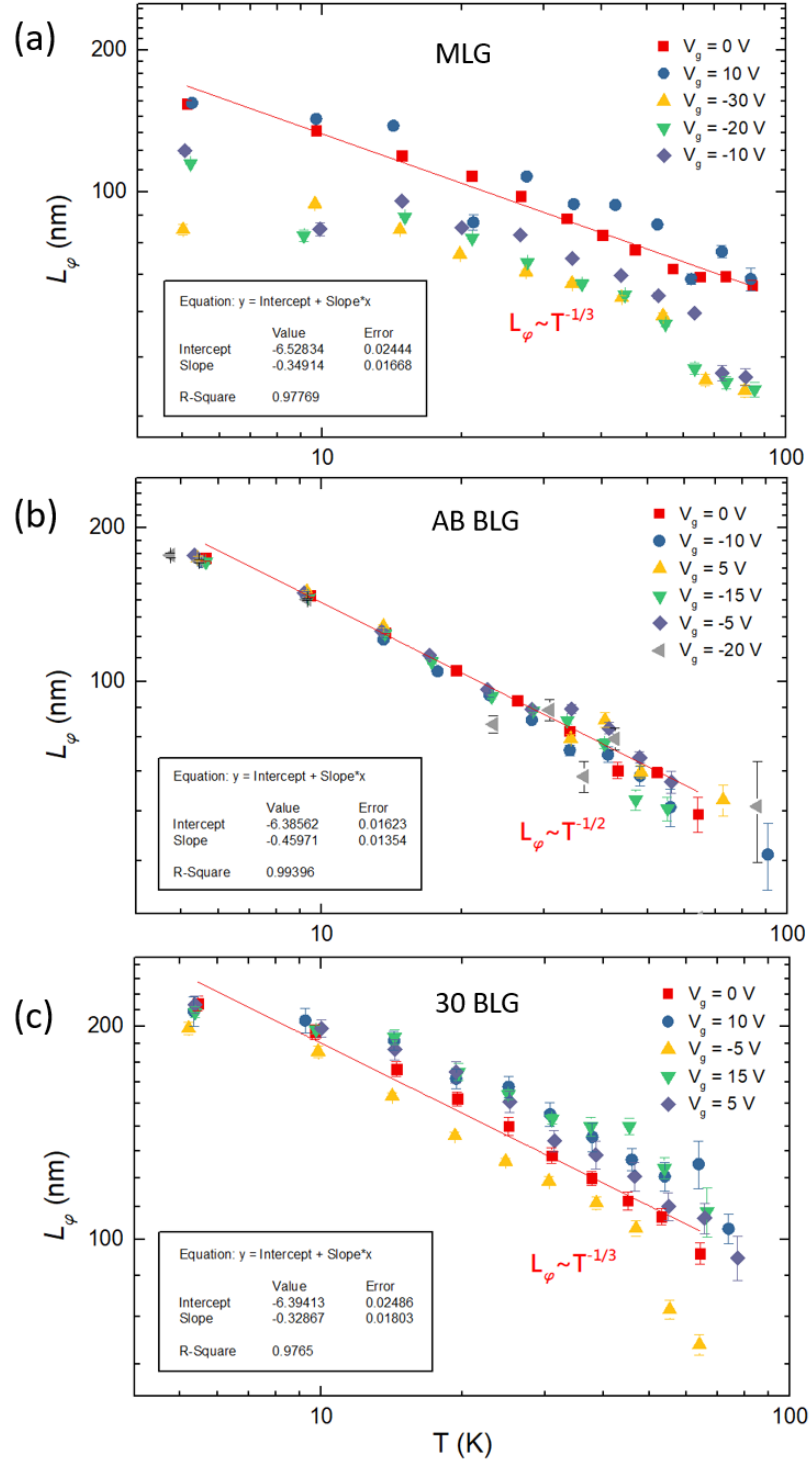 (a)
MLG
200
100
L_φ (nm)
V_g = 0 V
V_g = 10 V
V_g = -30 V
V_g = -20 V
V_g = -10 V
Equation: y = Intercept + Slope*x
Value Error
Intercept -6.52834 0.02444
Slope -0.34914 0.01668
R-Square 0.97769
L_φ~T^-1/3
10 100
(b)
AB BLG
200
100
L_φ (nm)
V_g = 0 V
V_g = -10 V
V_g = 5 V
V_g = -15 V
V_g = -5 V
V_g = -20 V
Equation: y = Intercept + Slope*x
Value Error
Intercept -6.38562 0.01623
Slope -0.45971 0.01354
R-Square 0.99396
L_φ~T^-1/2
10 100
(c)
30 BLG
200
100
L_φ (nm)
V_g = 0 V
V_g = 10 V
V_g = -5 V
V_g = 15 V
V_g = 5 V
Equation: y = Intercept + Slope*x
Value Error
Intercept -6.39413 0.02486
Slope -0.32867 0.01803
R-Square 0.9765
L_φ~T^-1/3
10 100
T (K)